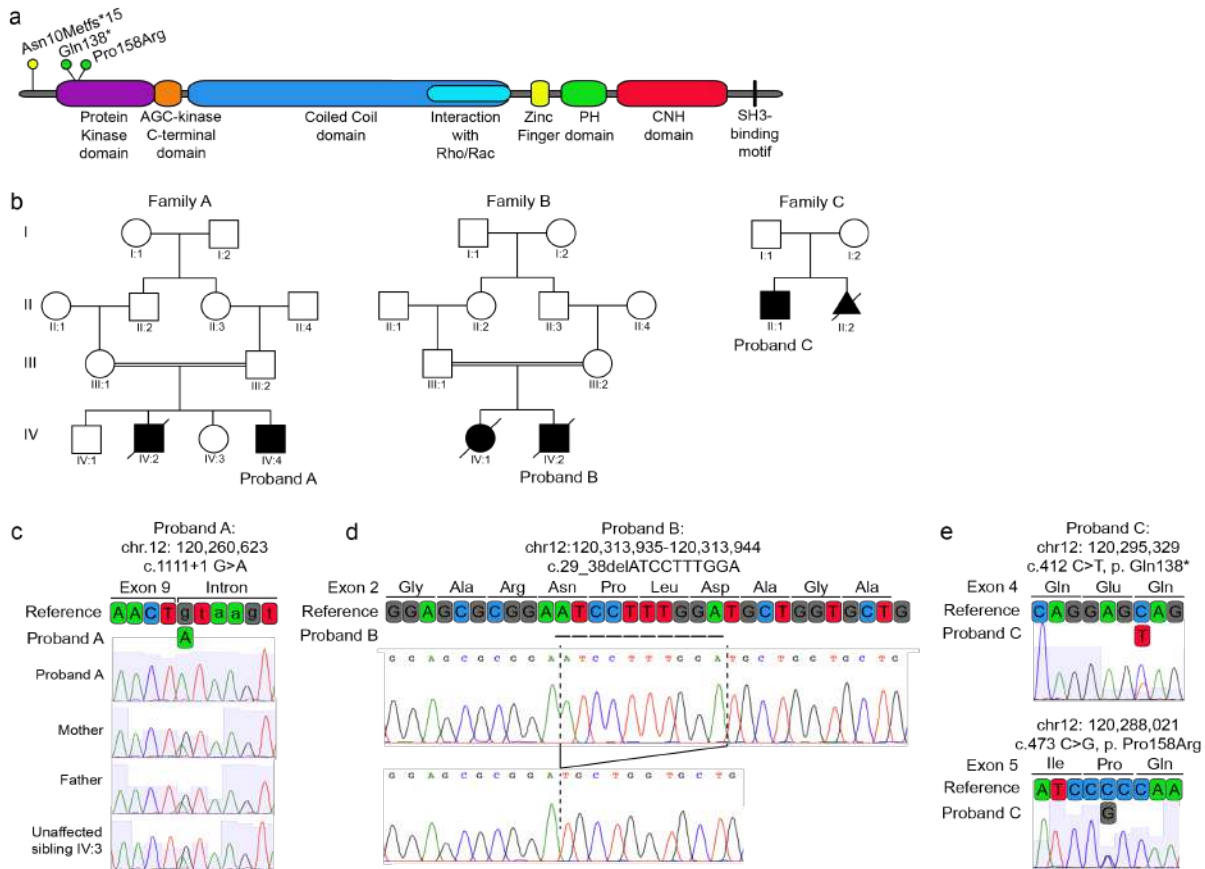 a
Asn10Metfs*15
Gln138*
Pro158Arg
Protein Kinase domain
AGC-kinase C-terminal domain
Coiled Coil domain
Interaction with Rho/Rac
Zinc Finger
PH domain
CNH domain
SH3-binding motif
b
Family A
Family B
Family C
I
I:1
I:2
I:1
I:2
I:1
I:2
II
II:1
II:2
II:3
II:4
II:1
II:2
II:3
II:4
II:1
II:2
Proband C
III
III:1
III:2
III:1
III:2
IV
IV:1
IV:2
IV:3
IV:4
Proband A
IV:1
IV:2
Proband B
c
Proband A:
chr.12: 120,260,623
c.1111+1 G>A
Exon 9
Intron
Reference
A A C T g t a a g t
Proband A
A
Proband A
Mother
Father
Unaffected sibling IV:3
d
Proband B:
chr12:120,313,935-120,313,944
c.29_38delATCCTTTGGA
Exon 2
Gly Ala Arg Asn Pro Leu Asp Ala Gly Ala
Reference
G G A G C G C G G A A T C C T T T G G A T G C T G G T G C T G
Proband B
G G A G C G C G G A A T C C T T T G G A T G C T G G T G C T G
G G A G C G C G G A T G C T G G T G C T G
e
Proband C:
chr12: 120,295,329
c.412 C>T, p. Gln138*
Exon 4
Gln Glu Gln
Reference
C A G G A G C A G
Proband C
T
chr12: 120,288,021
c.473 C>G, p. Pro158Arg
Exon 5
Ile Pro Gln
Reference
A T C C C C C A A
Proband C
G